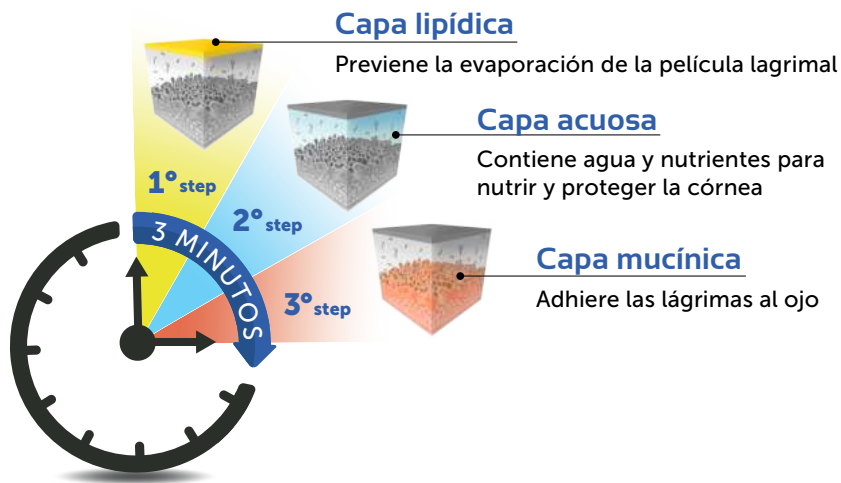 Capa lipídica
Previene la evaporación de la película lagrimal
Capa acuosa
Contiene agua y nutrientes para
nutrir y proteger la córnea
Capa mucínica
Adhiere las lágrimas al ojo
1° step
2° step
3° step
3 MINUTOS